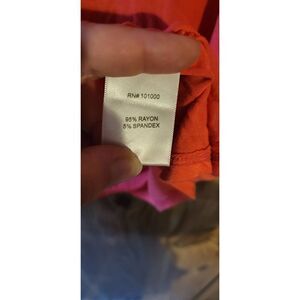 RN# 101000
95% RAYON
5% SPANDEX